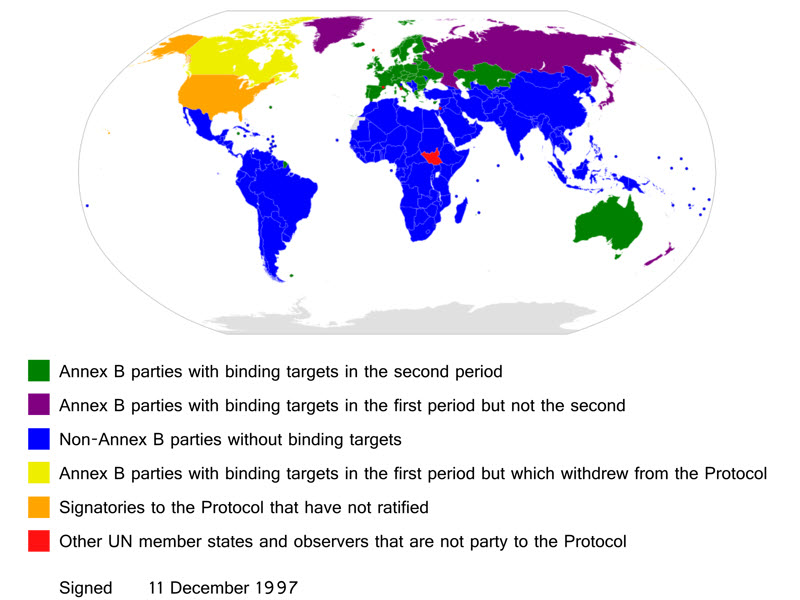 Annex B parties with binding targets in the second period
Annex B parties with binding targets in the first period but not the second
Non-Annex B parties without binding targets
Annex B parties with binding targets in the first period but which withdrew from the Protocol
Signatories to the Protocol that have not ratified
Other UN member states and observers that are not party to the Protocol
Signed 11 December 1997